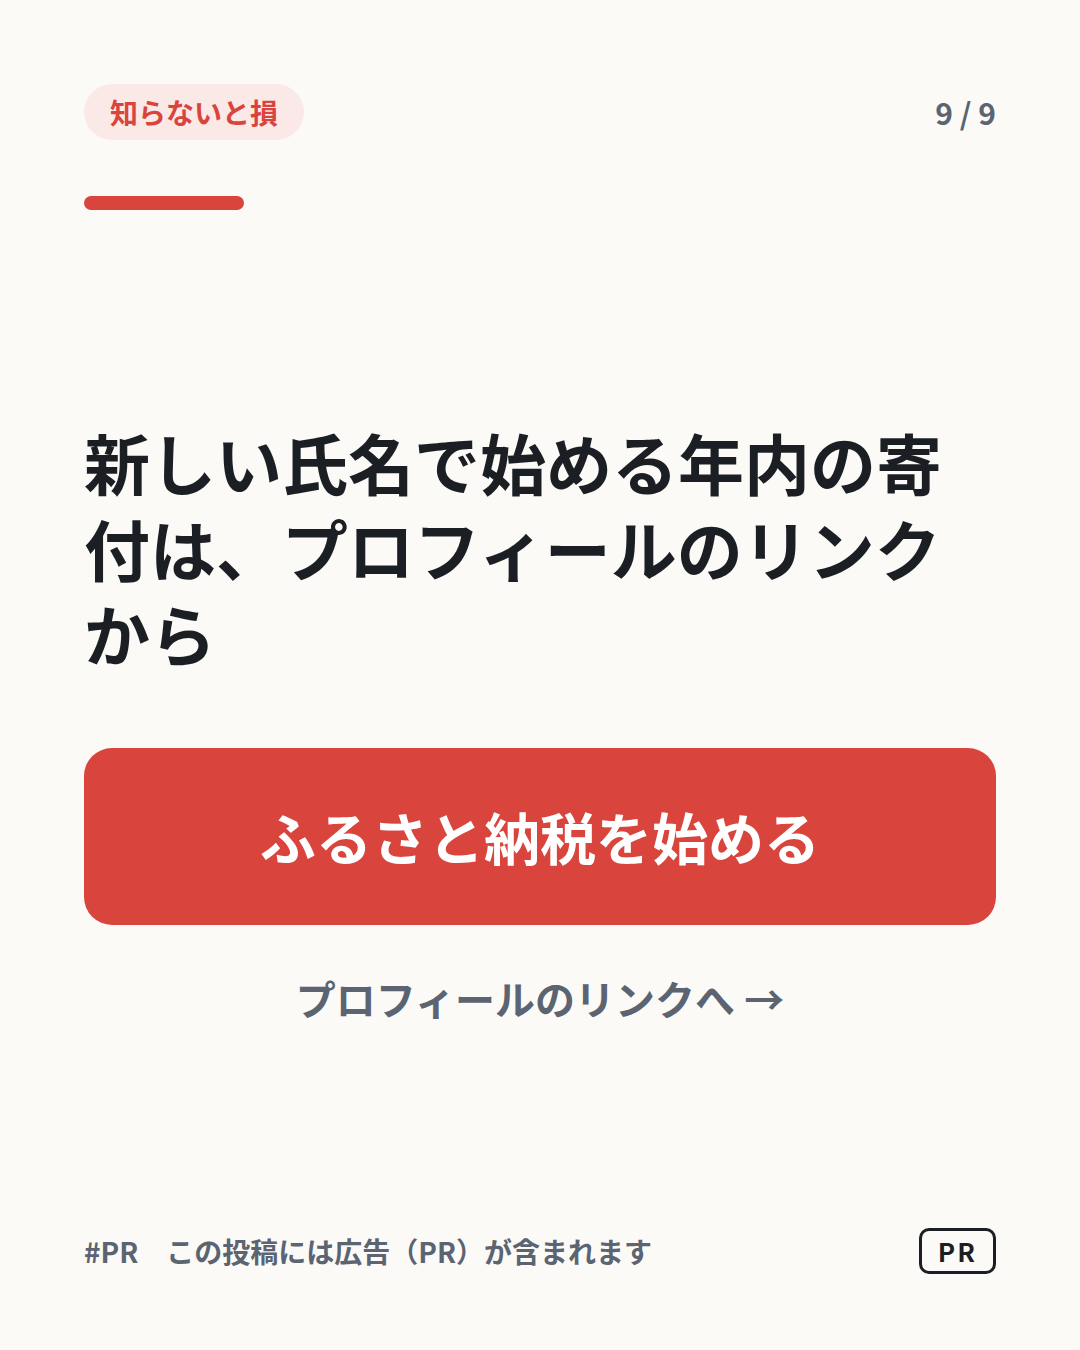 知らないと損
9 / 9
新しい氏名で始める年内の寄
付は、プロフィールのリンク
から
ふるさと納税を始める
プロフィールのリンクへ →
#PR　この投稿には広告（PR）が含まれます
PR